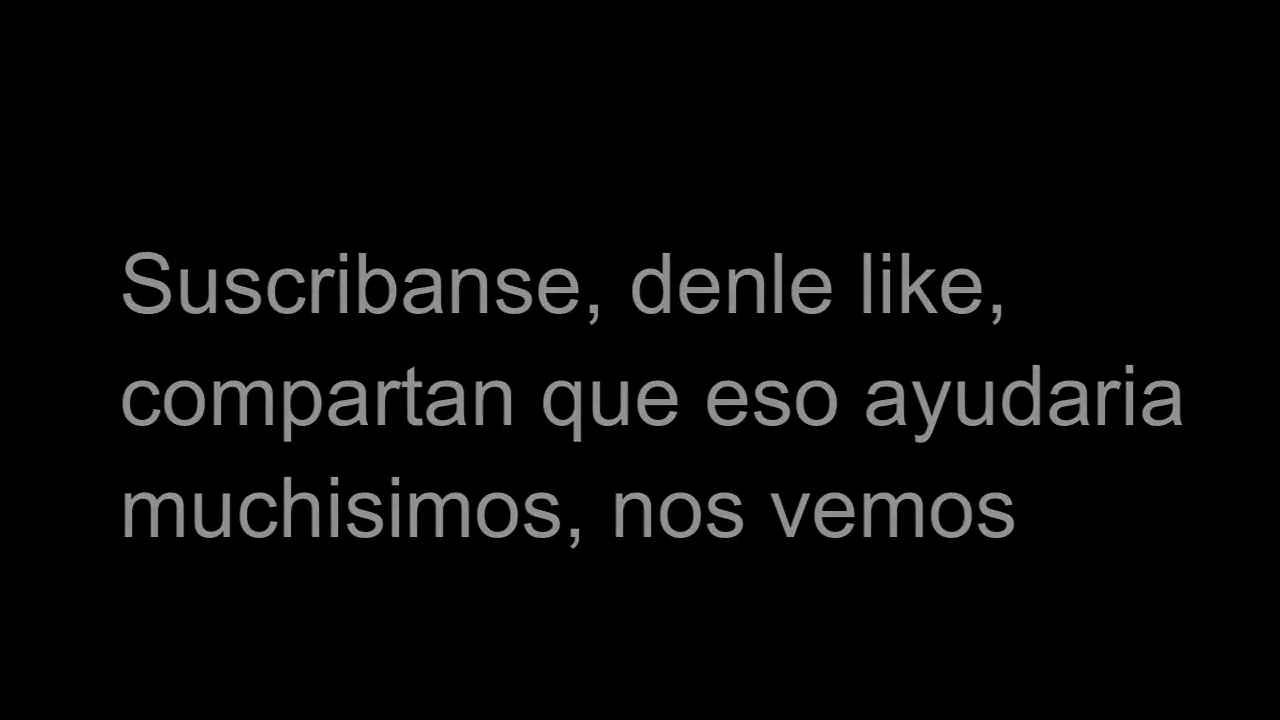 Suscribanse, denle like,
compartan que eso ayudaria
muchisimos, nos vemos